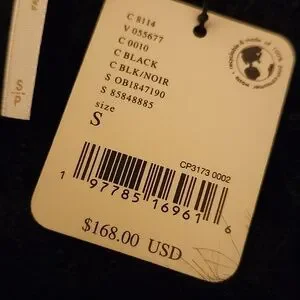 C 8114
V 055677
C 0010
C BLACK
C BLK/NOIR
S OB1847190
S 85848885
size
S
CP3173 0002
1 97785 16961 6
$168.00 USD
S|P